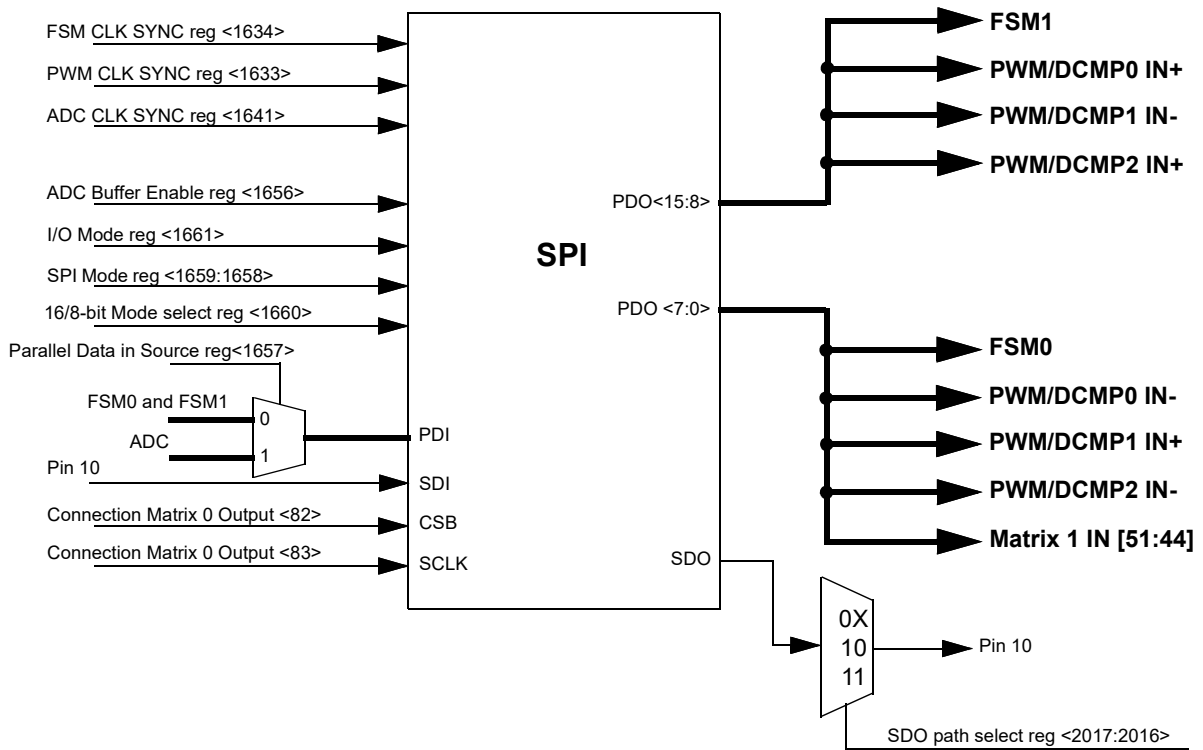 FSM CLK SYNC reg <1634>
PWM CLK SYNC reg <1633>
ADC CLK SYNC reg <1641>
ADC Buffer Enable reg <1656>
I/O Mode reg <1661>
SPI Mode reg <1659:1658>
16/8-bit Mode select reg <1660>
Parallel Data in Source reg<1657>
FSM0 and FSM1
0
ADC
1
Pin 10
Connection Matrix 0 Output <82>
Connection Matrix 0 Output <83>
PDI
SDI
CSB
SCLK
SPI
PDO<15:8>
PDO <7:0>
SDO
FSM1
PWM/DCMP0 IN+
PWM/DCMP1 IN-
PWM/DCMP2 IN+
FSM0
PWM/DCMP0 IN-
PWM/DCMP1 IN+
PWM/DCMP2 IN-
Matrix 1 IN [51:44]
0X
10
11
Pin 10
SDO path select reg <2017:2016>